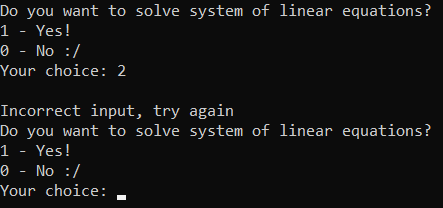 Do you want to solve system of linear equations?
1 - Yes!
0 - No :/
Your choice: 2

Incorrect input, try again
Do you want to solve system of linear equations?
1 - Yes!
0 - No :/
Your choice: